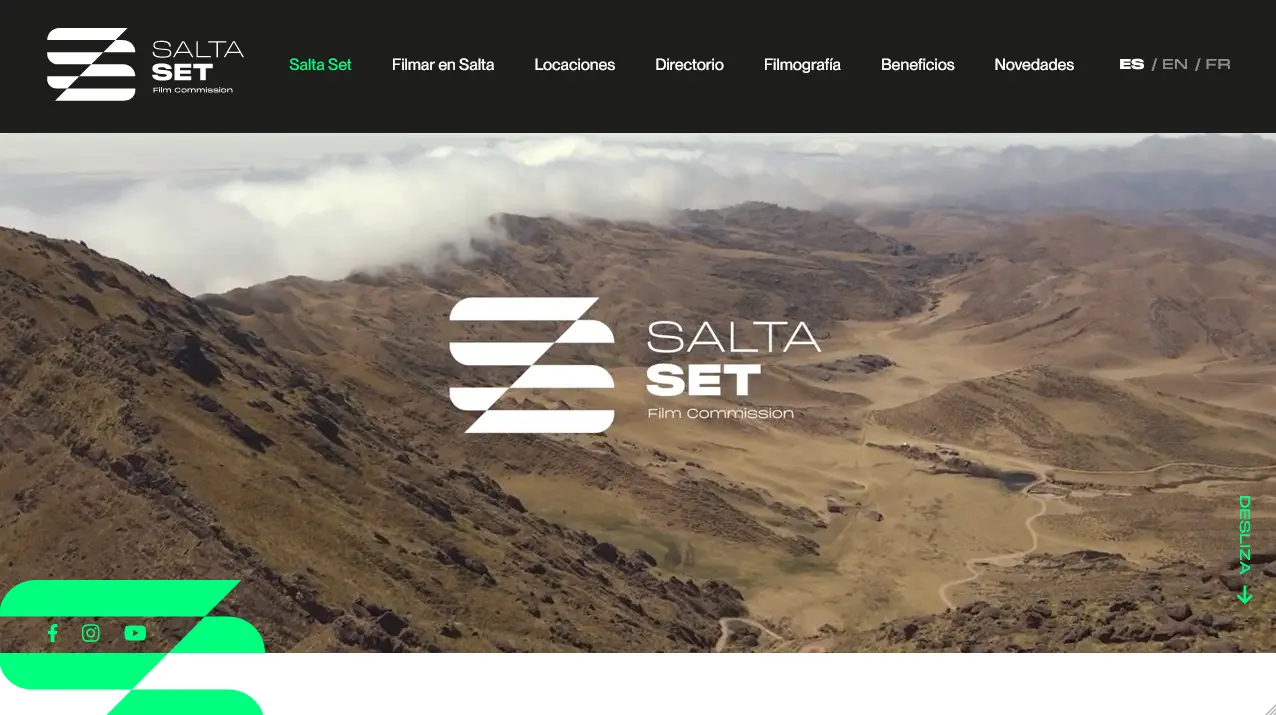 SALTA
SET
Film Commission
Salta Set
Filmar en Salta
Locaciones
Directorio
Filmografía
Beneficios
Novedades
ES / EN / FR
SALTA
SET
Film Commission
DESLIZA